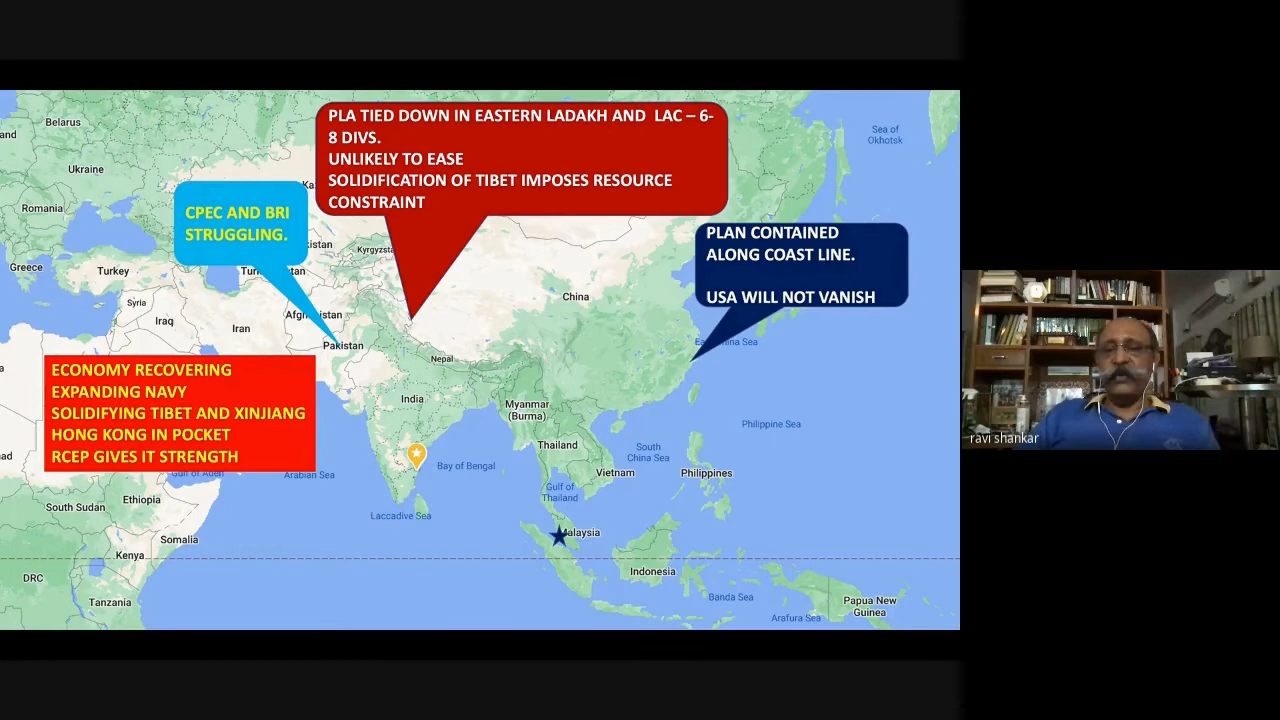 PLA TIED DOWN IN EASTERN LADAKH AND LAC – 6-
8 DIVS.
UNLIKELY TO EASE
SOLIDIFICATION OF TIBET IMPOSES RESOURCE
CONSTRAINT
CPEC AND BRI
STRUGGLING.
PLAN CONTAINED
ALONG COAST LINE.
USA WILL NOT VANISH
ECONOMY RECOVERING
EXPANDING NAVY
SOLIDIFYING TIBET AND XINJIANG
HONG KONG IN POCKET
RCEP GIVES IT STRENGTH
Belarus
Ukraine
Romania
Greece
Turkey
Syria
Iraq
Iran
Pakistan
Nepal
India
China
Myanmar
(Burma)
Thailand
Vietnam
Philippines
Malaysia
Indonesia
Papua New
Guinea
Ethiopia
South Sudan
Somalia
Kenya
DRC
Tanzania
Sea of
Okhotsk
Philippine Sea
South
China Sea
Gulf of
Thailand
Bay of Bengal
Arabian Sea
Gulf of Aden
Laccadive Sea
Banda Sea
Arafura Sea
ravi shankar